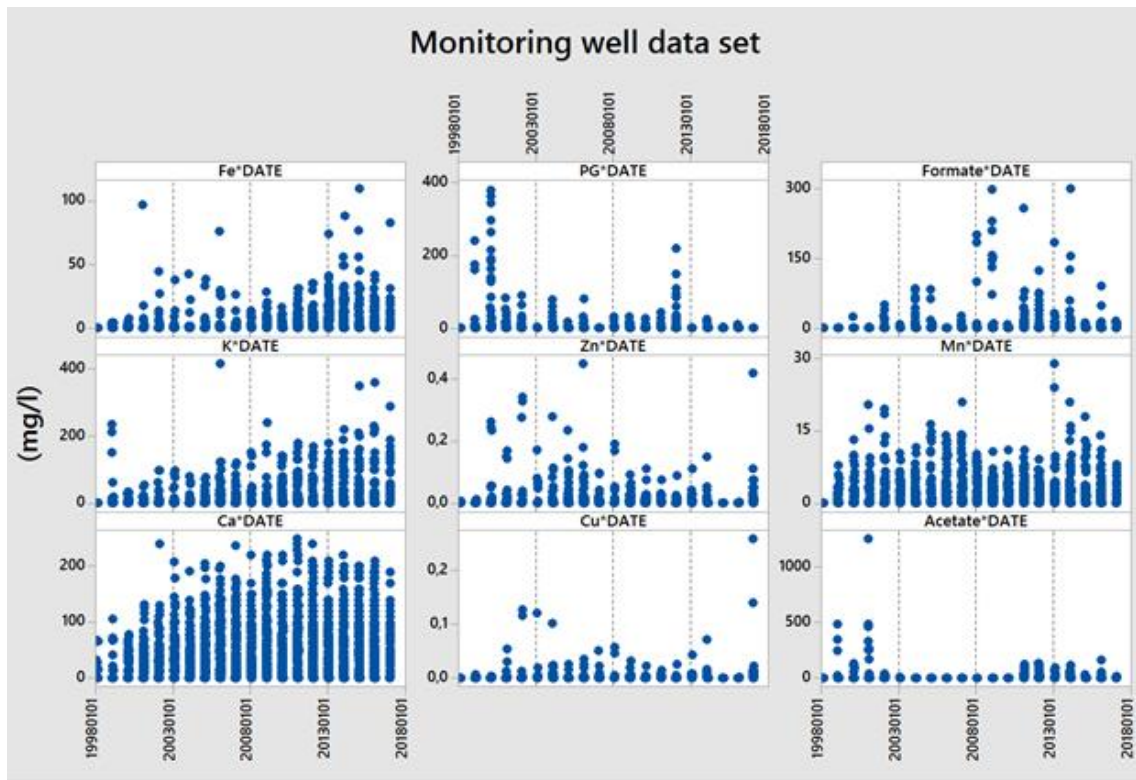 Monitoring well data set
19980101 20030101 20080101 20130101 20180101
Fe*DATE PG*DATE Formate*DATE
100 400 300
50 200 150
0 0 0
K*DATE Zn*DATE Mn*DATE
400 0,4 30
200 0,2 15
0 0,0 0
Ca*DATE Cu*DATE Acetate*DATE
200 0,2 1000
100 0,1 500
0 0,0 0
(mg/l)
19980101 20030101 20080101 20130101 20180101 19980101 20030101 20080101 20130101 20180101